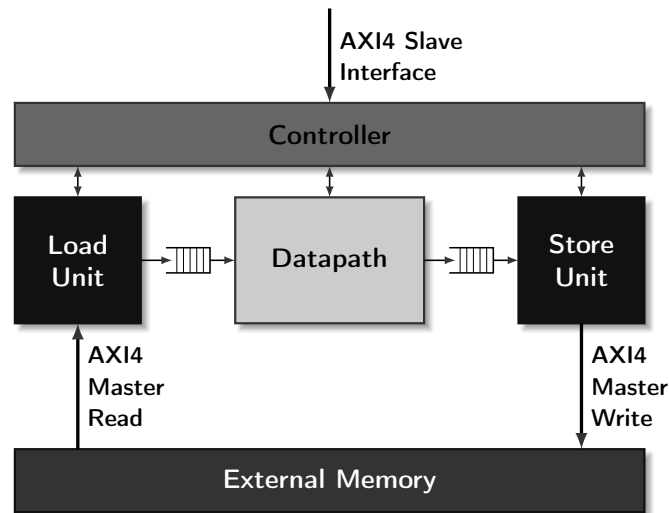 AXI4 Slave
Interface
Controller
Load
Unit
Datapath
Store
Unit
AXI4
Master
Read
AXI4
Master
Write
External Memory